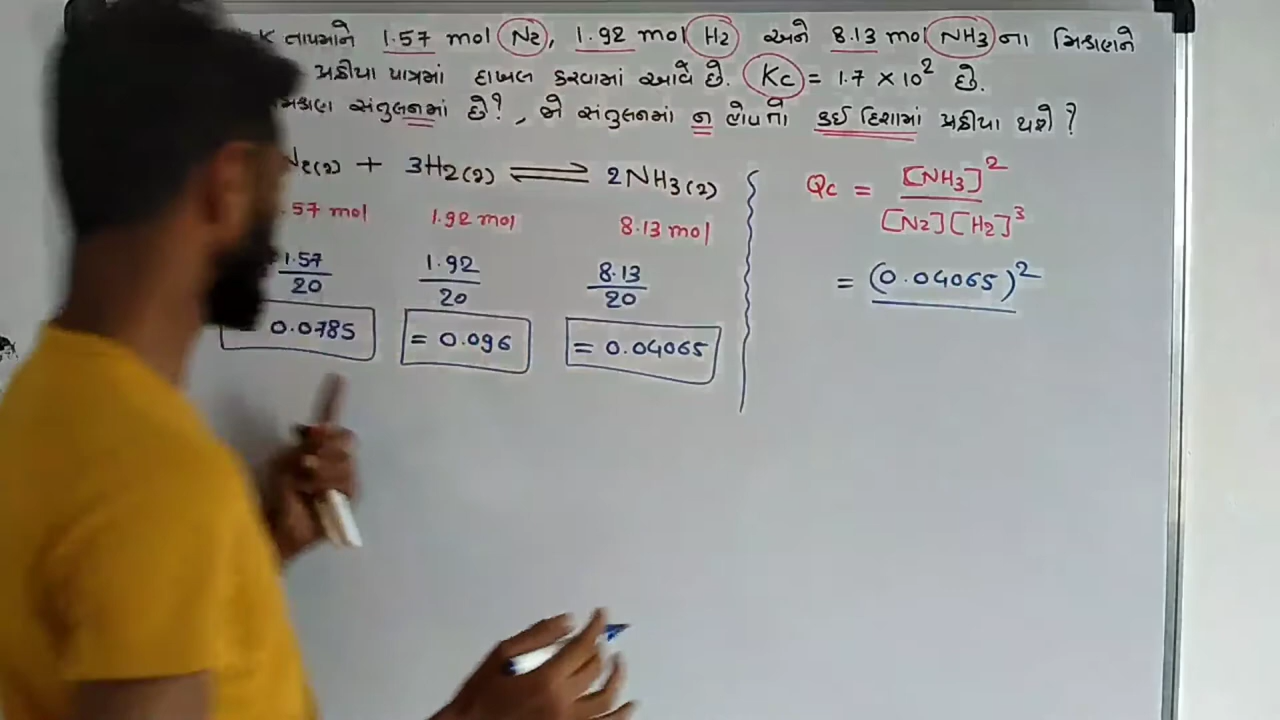 K તાપમાને 1.57 mol N2, 1.92 mol H2 અને 8.13 mol NH3 ના મિશ્રણને
પ્રક્રિયા પાત્રમાં દાખલ કરવામાં આવે છે. Kc = 1.7 × 10² છે.
સંતુલનમાં છે?, જો સંતુલનમાં ન હોય તો કઈ દિશામાં પ્રક્રિયા થશે?
N2(g) + 3H2(g) ⇌ 2NH3(g)
.57 mol 1.92 mol 8.13 mol
1.57/20 1.92/20 8.13/20
= 0.0785 = 0.096 = 0.04065
Qc = [NH3]² / [N2][H2]³
= (0.04065)²